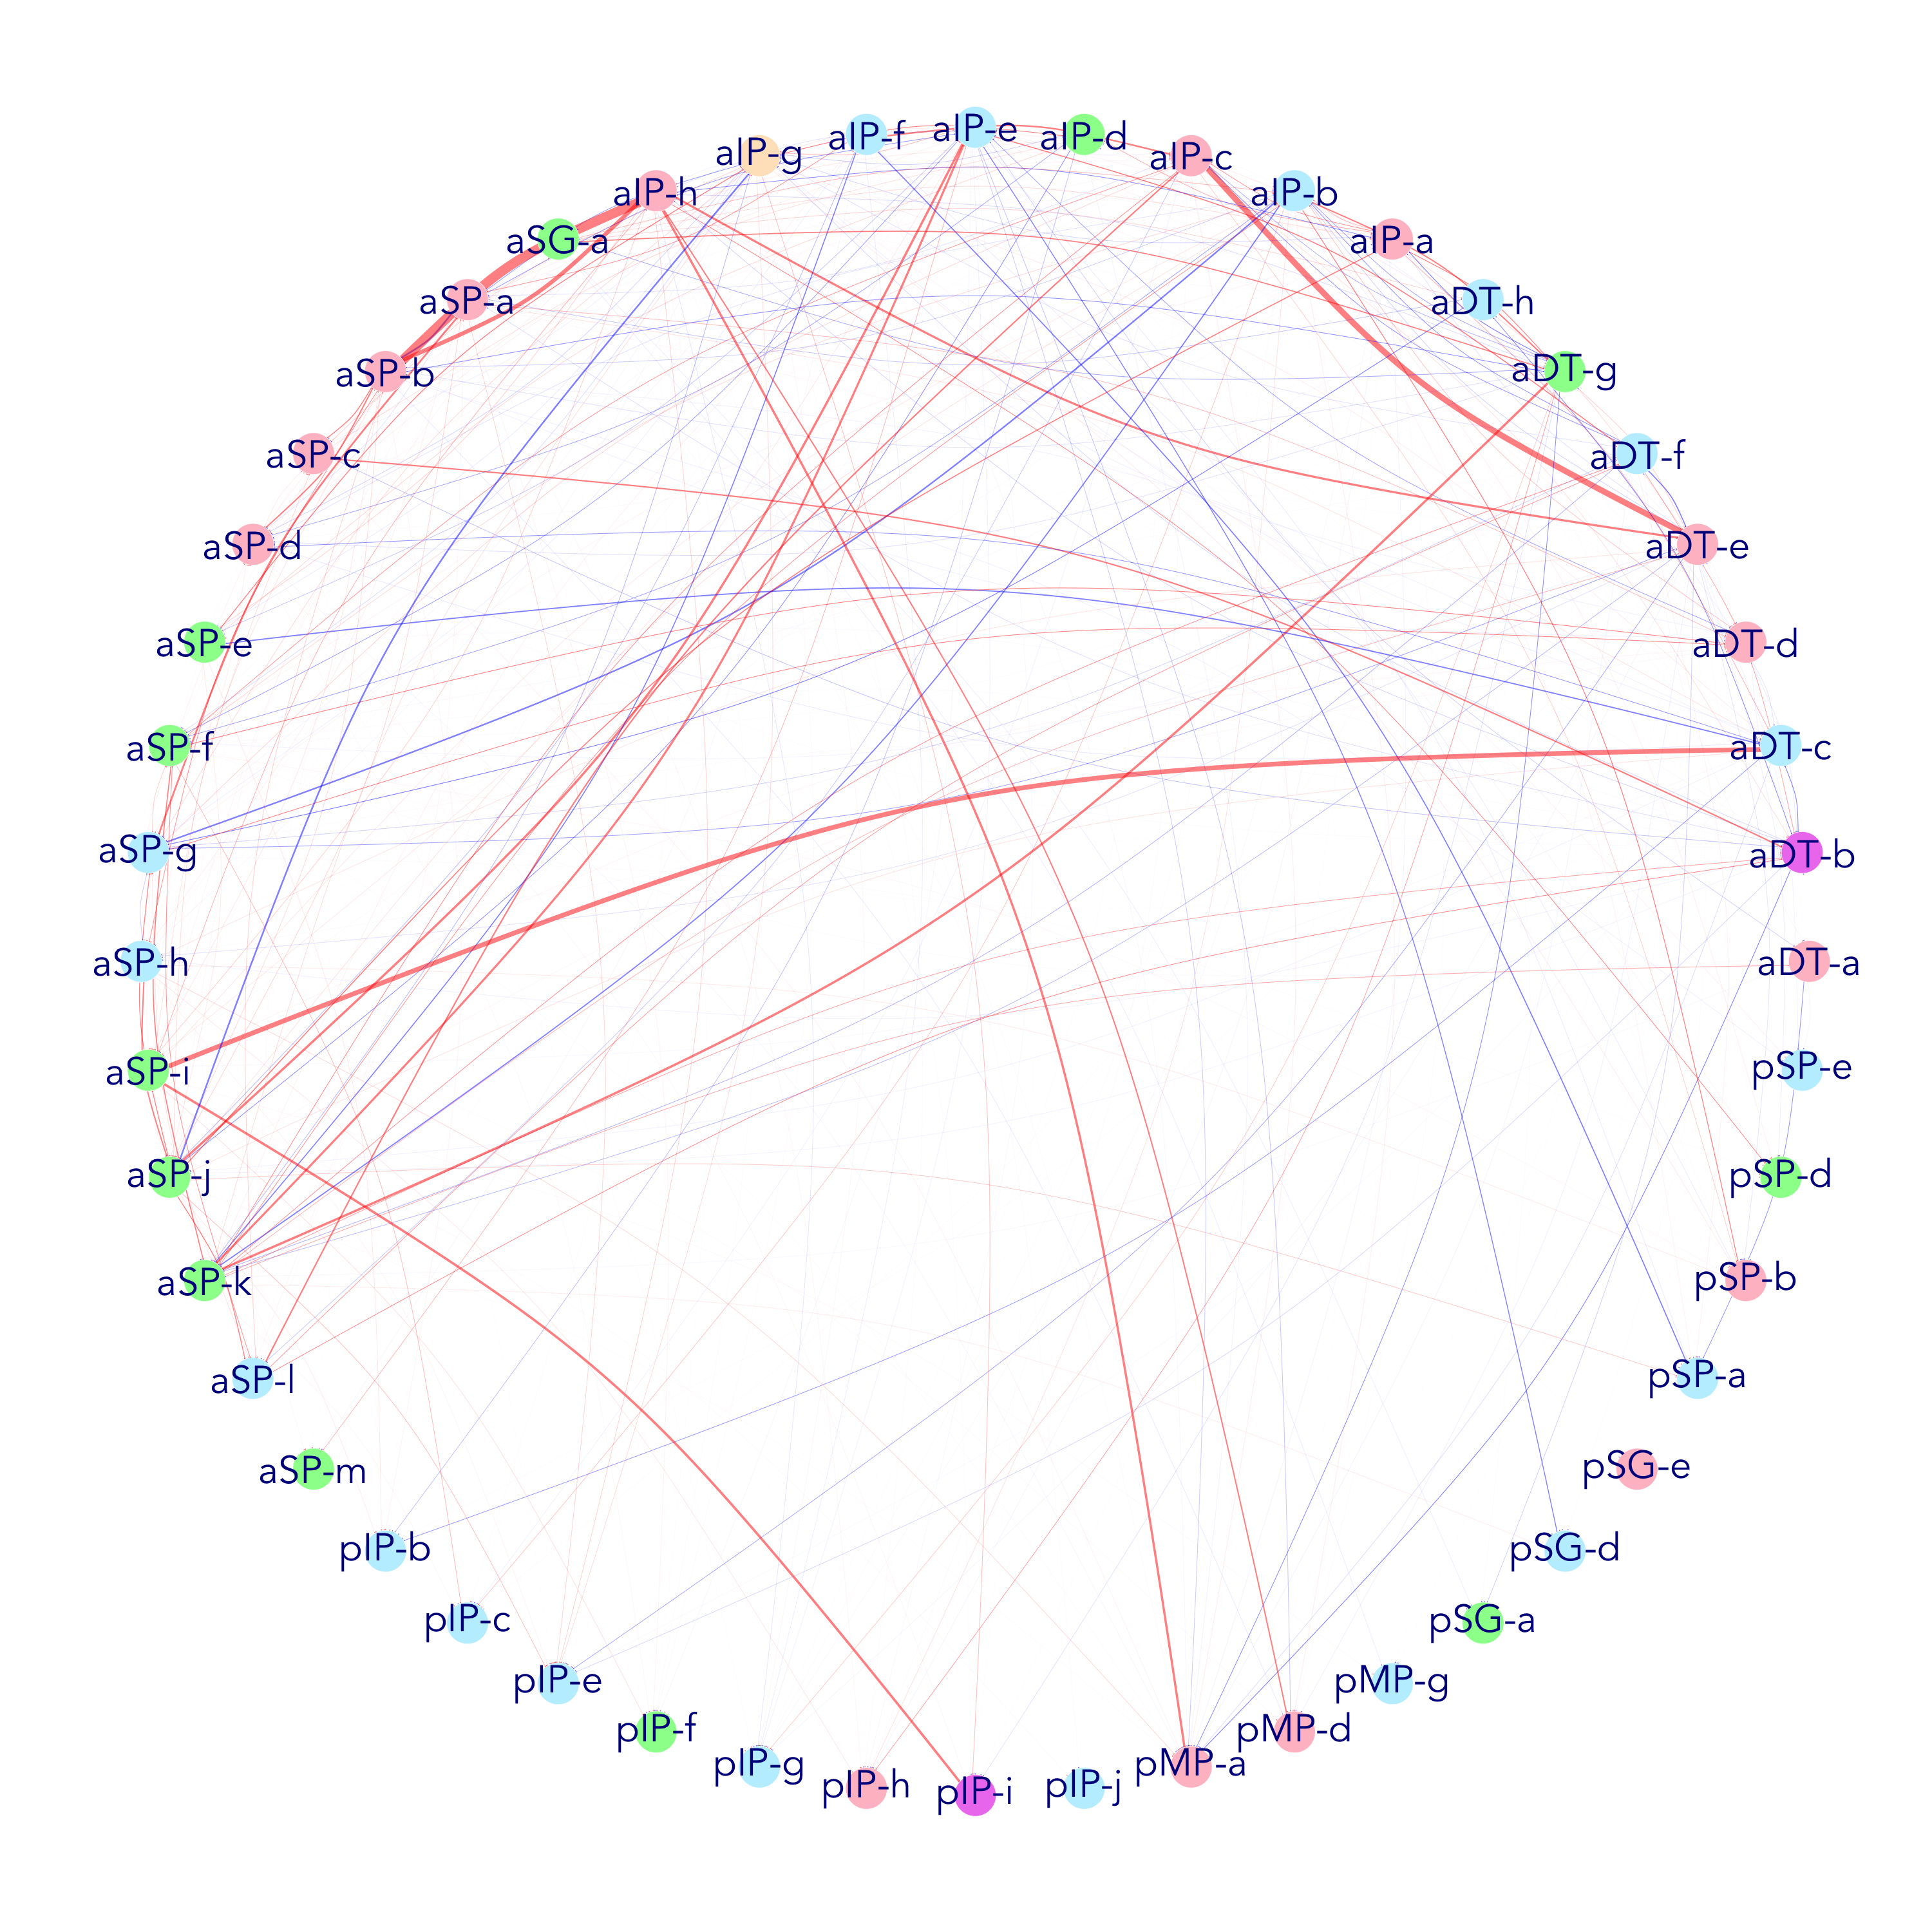 aIP-e
aIP-f
aIP-d
aIP-g
aIP-c
aIP-h
aIP-b
aSG-a
aIP-a
aSP-a
aDT-h
aSP-b
aDT-g
aSP-c
aDT-f
aSP-d
aDT-e
aSP-e
aDT-d
aSP-f
aDT-c
aSP-g
aDT-b
aSP-h
aDT-a
aSP-i
pSP-e
aSP-j
pSP-d
aSP-k
pSP-b
aSP-l
pSP-a
aSP-m
pSG-e
pIP-b
pSG-d
pIP-c
pSG-a
pIP-e
pMP-g
pIP-f
pMP-d
pIP-g
pMP-a
pIP-h
pIP-j
pIP-i